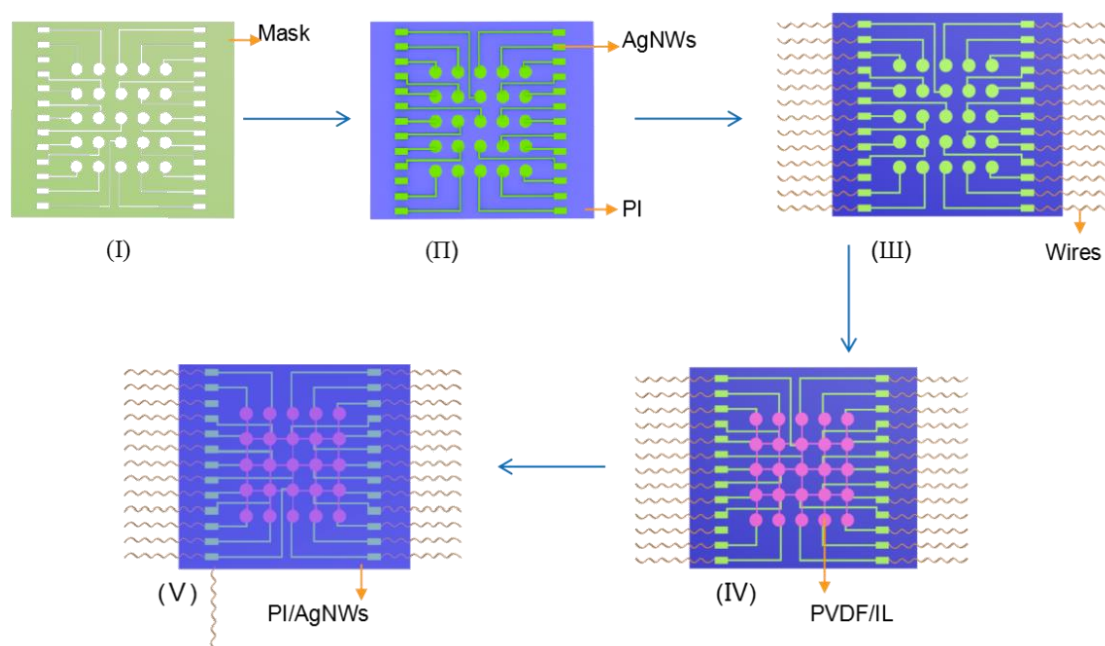 Mask
AgNWs
PI
Wires
(I)
(Π)
(Ш)
(Ⅴ)
PI/AgNWs
(Ⅳ)
PVDF/IL